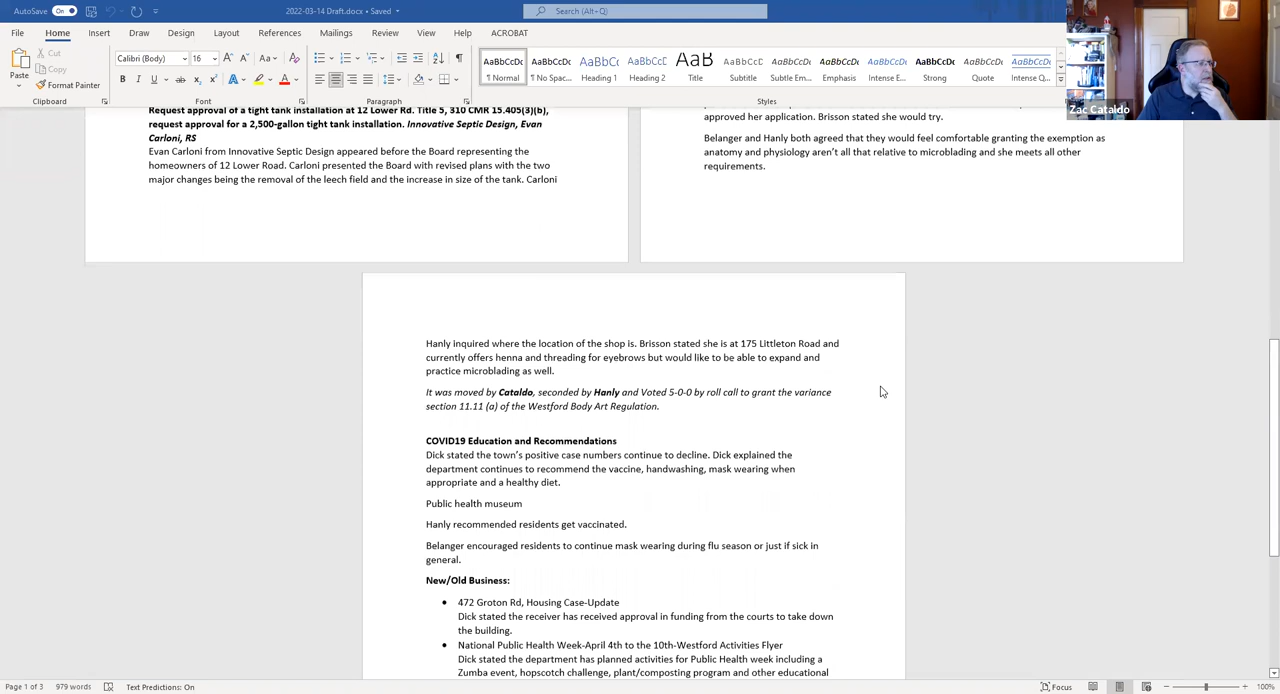 AutoSave On 2022-03-14 Draft.docx • Saved Search (Alt+Q)
File Home Insert Draw Design Layout References Mailings Review View Help ACROBAT
Paste Cut Copy Format Painter
Calibri (Body) 16
Clipboard Font Paragraph Styles
AaBbCcDc ¶ Normal
AaBbCcDc ¶ No Spac...
AaBbCc Heading 1
AaBbCcD Heading 2
AaB Title
AaBbCcD Subtitle
AaBbCcDc Subtle Em...
AaBbCcDc Emphasis
AaBbCcDc Intense E...
AaBbCcDc Strong
AaBbCcDc Quote
AaBbCcDc Intense Q...
Zac Cataldo
Request approval of a tight tank installation at 12 Lower Rd. Title 5, 310 CMR 15.405(3)(b),
request approval for a 2,500-gallon tight tank installation. Innovative Septic Design, Evan
Carloni, RS
Evan Carloni from Innovative Septic Design appeared before the Board representing the
homeowners of 12 Lower Road. Carloni presented the Board with revised plans with the two
major changes being the removal of the leech field and the increase in size of the tank. Carloni
approved her application. Brisson stated she would try.
Belanger and Hanly both agreed that they would feel comfortable granting the exemption as
anatomy and physiology aren't all that relative to microblading and she meets all other
requirements.
Hanly inquired where the location of the shop is. Brisson stated she is at 175 Littleton Road and
currently offers henna and threading for eyebrows but would like to be able to expand and
practice microblading as well.
It was moved by Cataldo, seconded by Hanly and Voted 5-0-0 by roll call to grant the variance
section 11.11 (a) of the Westford Body Art Regulation.
COVID19 Education and Recommendations
Dick stated the town's positive case numbers continue to decline. Dick explained the
department continues to recommend the vaccine, handwashing, mask wearing when
appropriate and a healthy diet.
Public health museum
Hanly recommended residents get vaccinated.
Belanger encouraged residents to continue mask wearing during flu season or just if sick in
general.
New/Old Business:
• 472 Groton Rd, Housing Case-Update
Dick stated the receiver has received approval in funding from the courts to take down
the building.
• National Public Health Week-April 4th to the 10th-Westford Activities Flyer
Dick stated the department has planned activities for Public Health week including a
Zumba event, hopscotch challenge, plant/composting program and other educational
Page 1 of 3 979 words Text Predictions: On Focus 100%